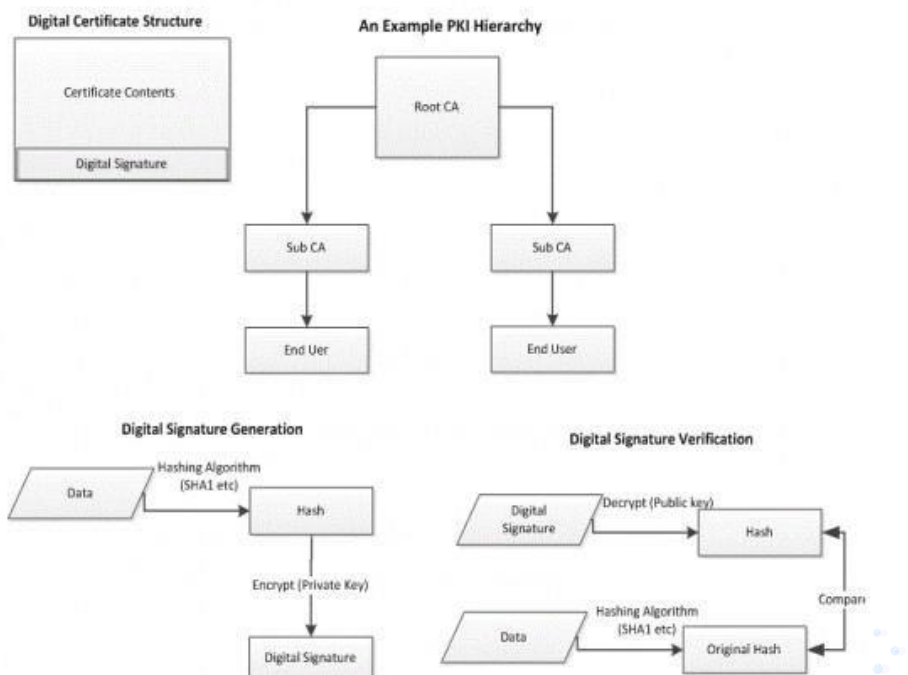 Digital Certificate Structure
An Example PKI Hierarchy
Certificate Contents
Digital Signature
Root CA
Sub CA
Sub CA
End Uer
End User
Digital Signature Generation
Digital Signature Verification
Data
Hashing Algorithm
(SHA1 etc)
Hash
Encrypt (Private Key)
Digital Signature
Digital
Signature
Decrypt (Public key)
Hash
Compar
Data
Hashing Algorithm
(SHA1 etc)
Original Hash